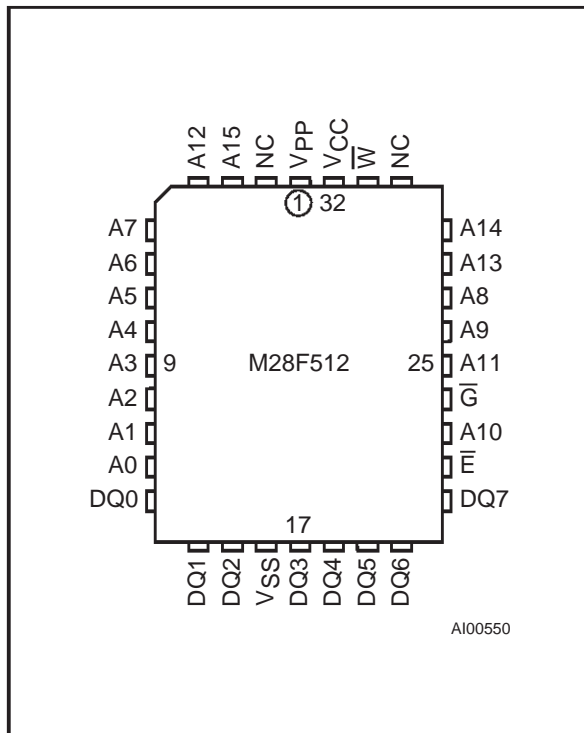 A12 A15 NC VPP VCC W̅ NC
1 32
A7 A14
A6 A13
A5 A8
A4 A9
A3 9 M28F512 25 A11
A2 G̅
A1 A10
A0 E̅
DQ0 DQ7
17
DQ1 DQ2 VSS DQ3 DQ4 DQ5 DQ6
AI00550